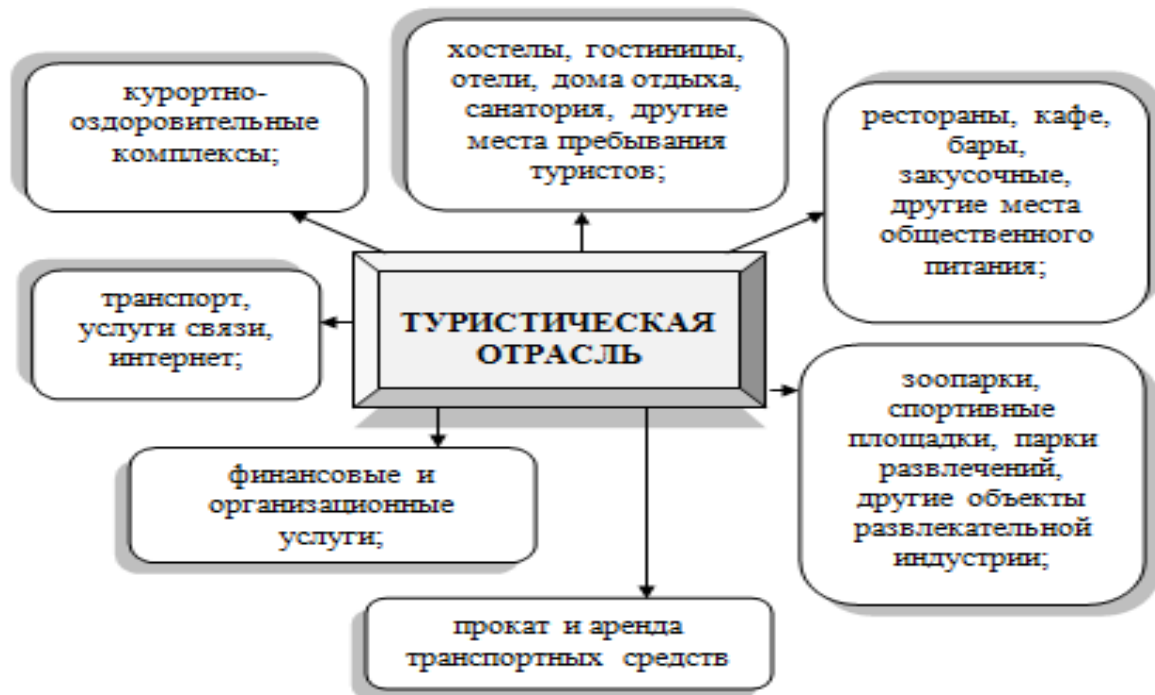 курортно-
оздоровительные
комплексы;
хостелы, гостиницы,
отели, дома отдыха,
санатория, другие
места пребывания
туристов;
рестораны, кафе,
бары,
закусочные,
другие места
общественного
питания;
транспорт,
услуги связи,
интернет;
ТУРИСТИЧЕСКАЯ
ОТРАСЛЬ
зоопарки,
спортивные
площадки, парки
развлечений,
другие объекты
развлекательной
индустрии;
финансовые и
организационные
услуги;
прокат и аренда
транспортных средств